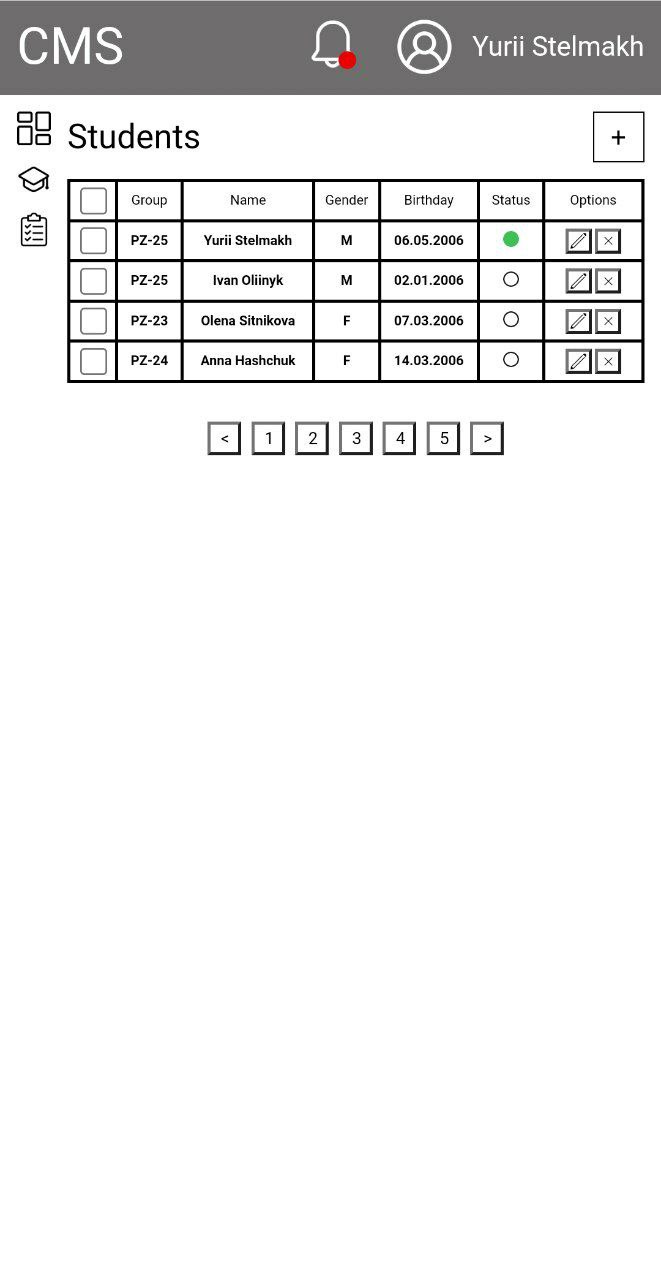 CMS Yurii Stelmakh
Students +
Group Name Gender Birthday Status Options
PZ-25 Yurii Stelmakh M 06.05.2006
PZ-25 Ivan Oliinyk M 02.01.2006
PZ-23 Olena Sitnikova F 07.03.2006
PZ-24 Anna Hashchuk F 14.03.2006
< 1 2 3 4 5 >